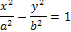 x²/a² − y²/b² = 1